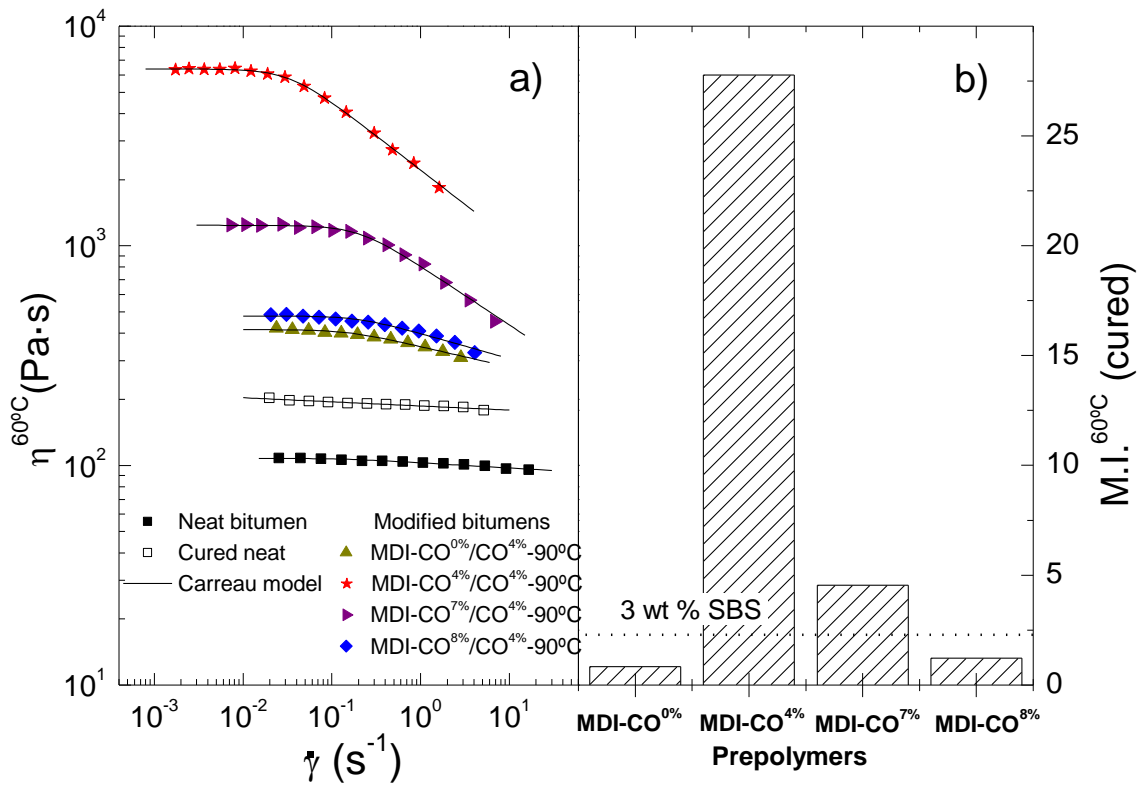 a)
b)
10⁴
10³
10²
10¹
η⁶⁰ºᶜ(Pa·s)
Neat bitumen
Cured neat
Carreau model
Modified bitumens
MDI-CO⁰%/CO⁴%-90ºC
MDI-CO⁴%/CO⁴%-90ºC
MDI-CO⁷%/CO⁴%-90ºC
MDI-CO⁸%/CO⁴%-90ºC
10⁻³ 10⁻² 10⁻¹ 10⁰ 10¹
γ̇ (s⁻¹)
3 wt % SBS
25
20
15
10
5
0
M.I.⁶⁰ºᶜ (cured)
MDI-CO⁰% MDI-CO⁴% MDI-CO⁷% MDI-CO⁸%
Prepolymers